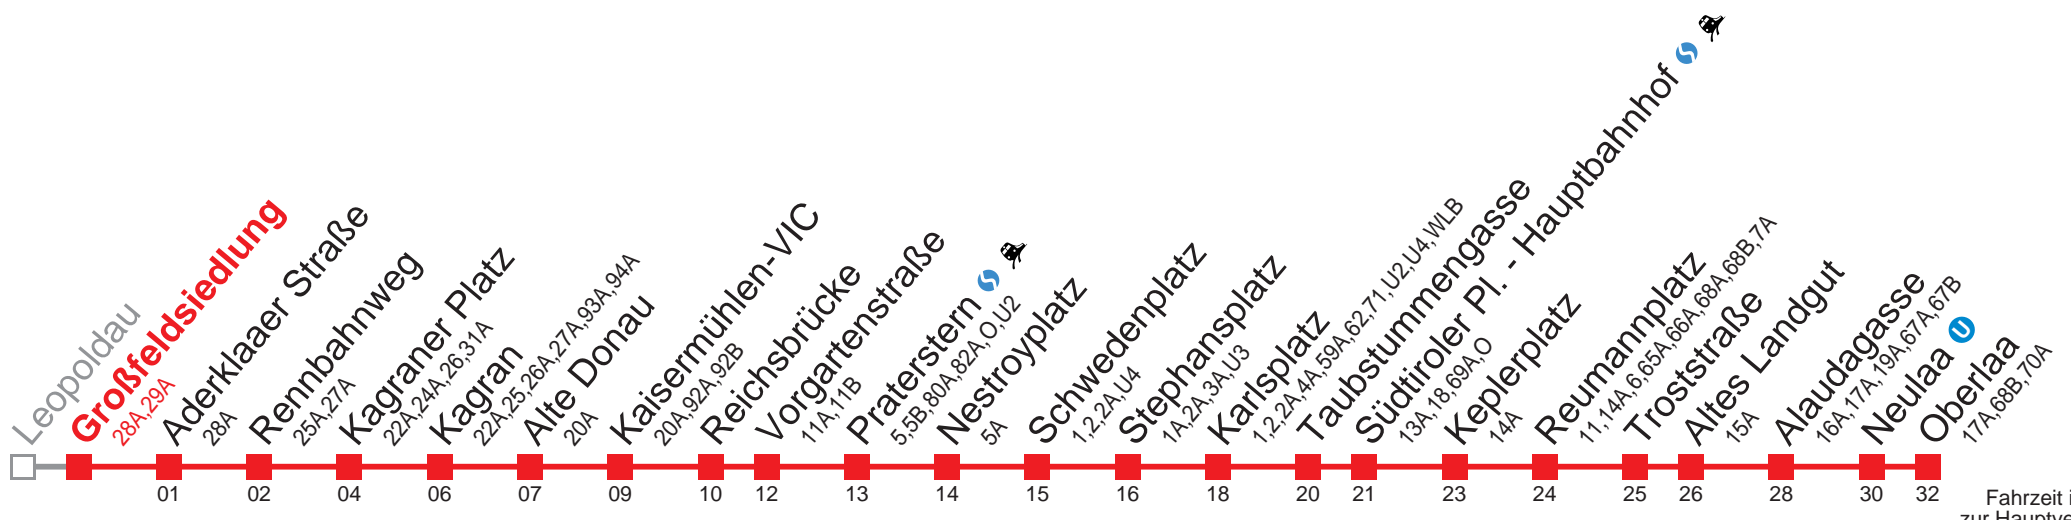 Leopoldau
Großfeldsiedlung
28A,29A
Aderklaaer Straße
28A
Rennbahnweg
25A,27A
Kagraner Platz
22A,24A,26,31A
Kagran
22A,25,26A,27A,93A,94A
Alte Donau
20A
Kaisermühlen-VIC
20A,92A,92B
Reichsbrücke
Vorgartenstraße
11A,11B
Praterstern
5,5B,80A,82A,O,U2
Nestroyplatz
5A
Schwedenplatz
1,2,2A,U4
Stephansplatz
1A,2A,3A,U3
Karlsplatz
1,2,2A,4A,59A,62,71,U2,U4,WLB
Taubstummengasse
Südtiroler Pl. - Hauptbahnhof
13A,18,69A,O
Keplerplatz
14A
Reumannplatz
11,14A,6,65A,66A,68A,68B,7A
Troststraße
Altes Landgut
15A
Alaudagasse
16A,17A,19A,67A,67B
Neulaa U
Oberlaa
17A,68B,70A
01 02 04 06 07 09 10 12 13 14 15 16 18 20 21 23 24 25 26 28 30 32
Fahrzeit i
zur Hauptve